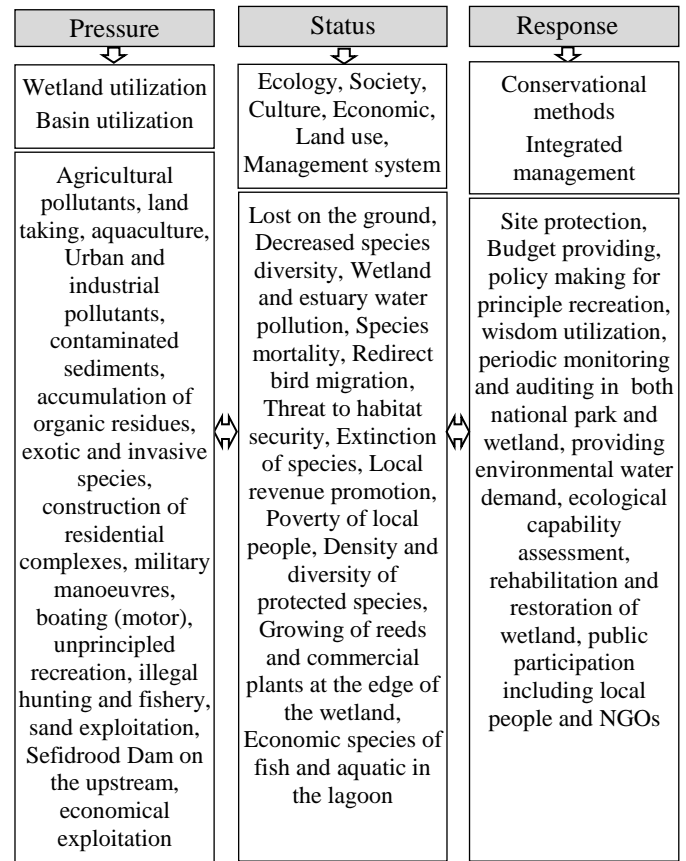 Pressure
Wetland utilization
Basin utilization
Agricultural
pollutants, land
taking, aquaculture,
Urban and
industrial
pollutants,
contaminated
sediments,
accumulation of
organic residues,
exotic and invasive
species,
construction of
residential
complexes, military
manoeuvres,
boating (motor),
unprincipled
recreation, illegal
hunting and fishery,
sand exploitation,
Sefidrood Dam on
the upstream,
economical
exploitation
Status
Ecology, Society,
Culture, Economic,
Land use,
Management system
Lost on the ground,
Decreased species
diversity, Wetland
and estuary water
pollution, Species
mortality, Redirect
bird migration,
Threat to habitat
security, Extinction
of species, Local
revenue promotion,
Poverty of local
people, Density and
diversity of
protected species,
Growing of reeds
and commercial
plants at the edge of
the wetland,
Economic species of
fish and aquatic in
the lagoon
Response
Conservational
methods
Integrated
management
Site protection,
Budget providing,
policy making for
principle recreation,
wisdom utilization,
periodic monitoring
and auditing in both
national park and
wetland, providing
environmental water
demand, ecological
capability
assessment,
rehabilitation and
restoration of
wetland, public
participation
including local
people and NGOs